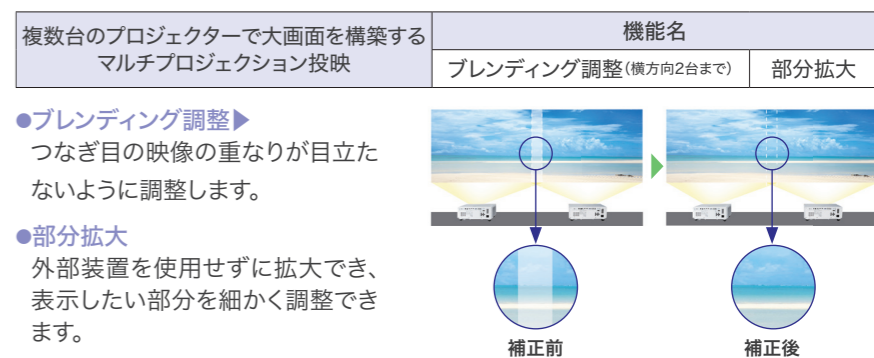 複数台のプロジェクターで大画面を構築する
マルチプロジェクション投映
機能名
ブレンディング調整(横方向2台まで)
部分拡大
●ブレンディング調整▶
つなぎ目の映像の重なりが目立た
ないように調整します。
●部分拡大
外部装置を使用せずに拡大でき、
表示したい部分を細かく調整でき
ます。
補正前
補正後